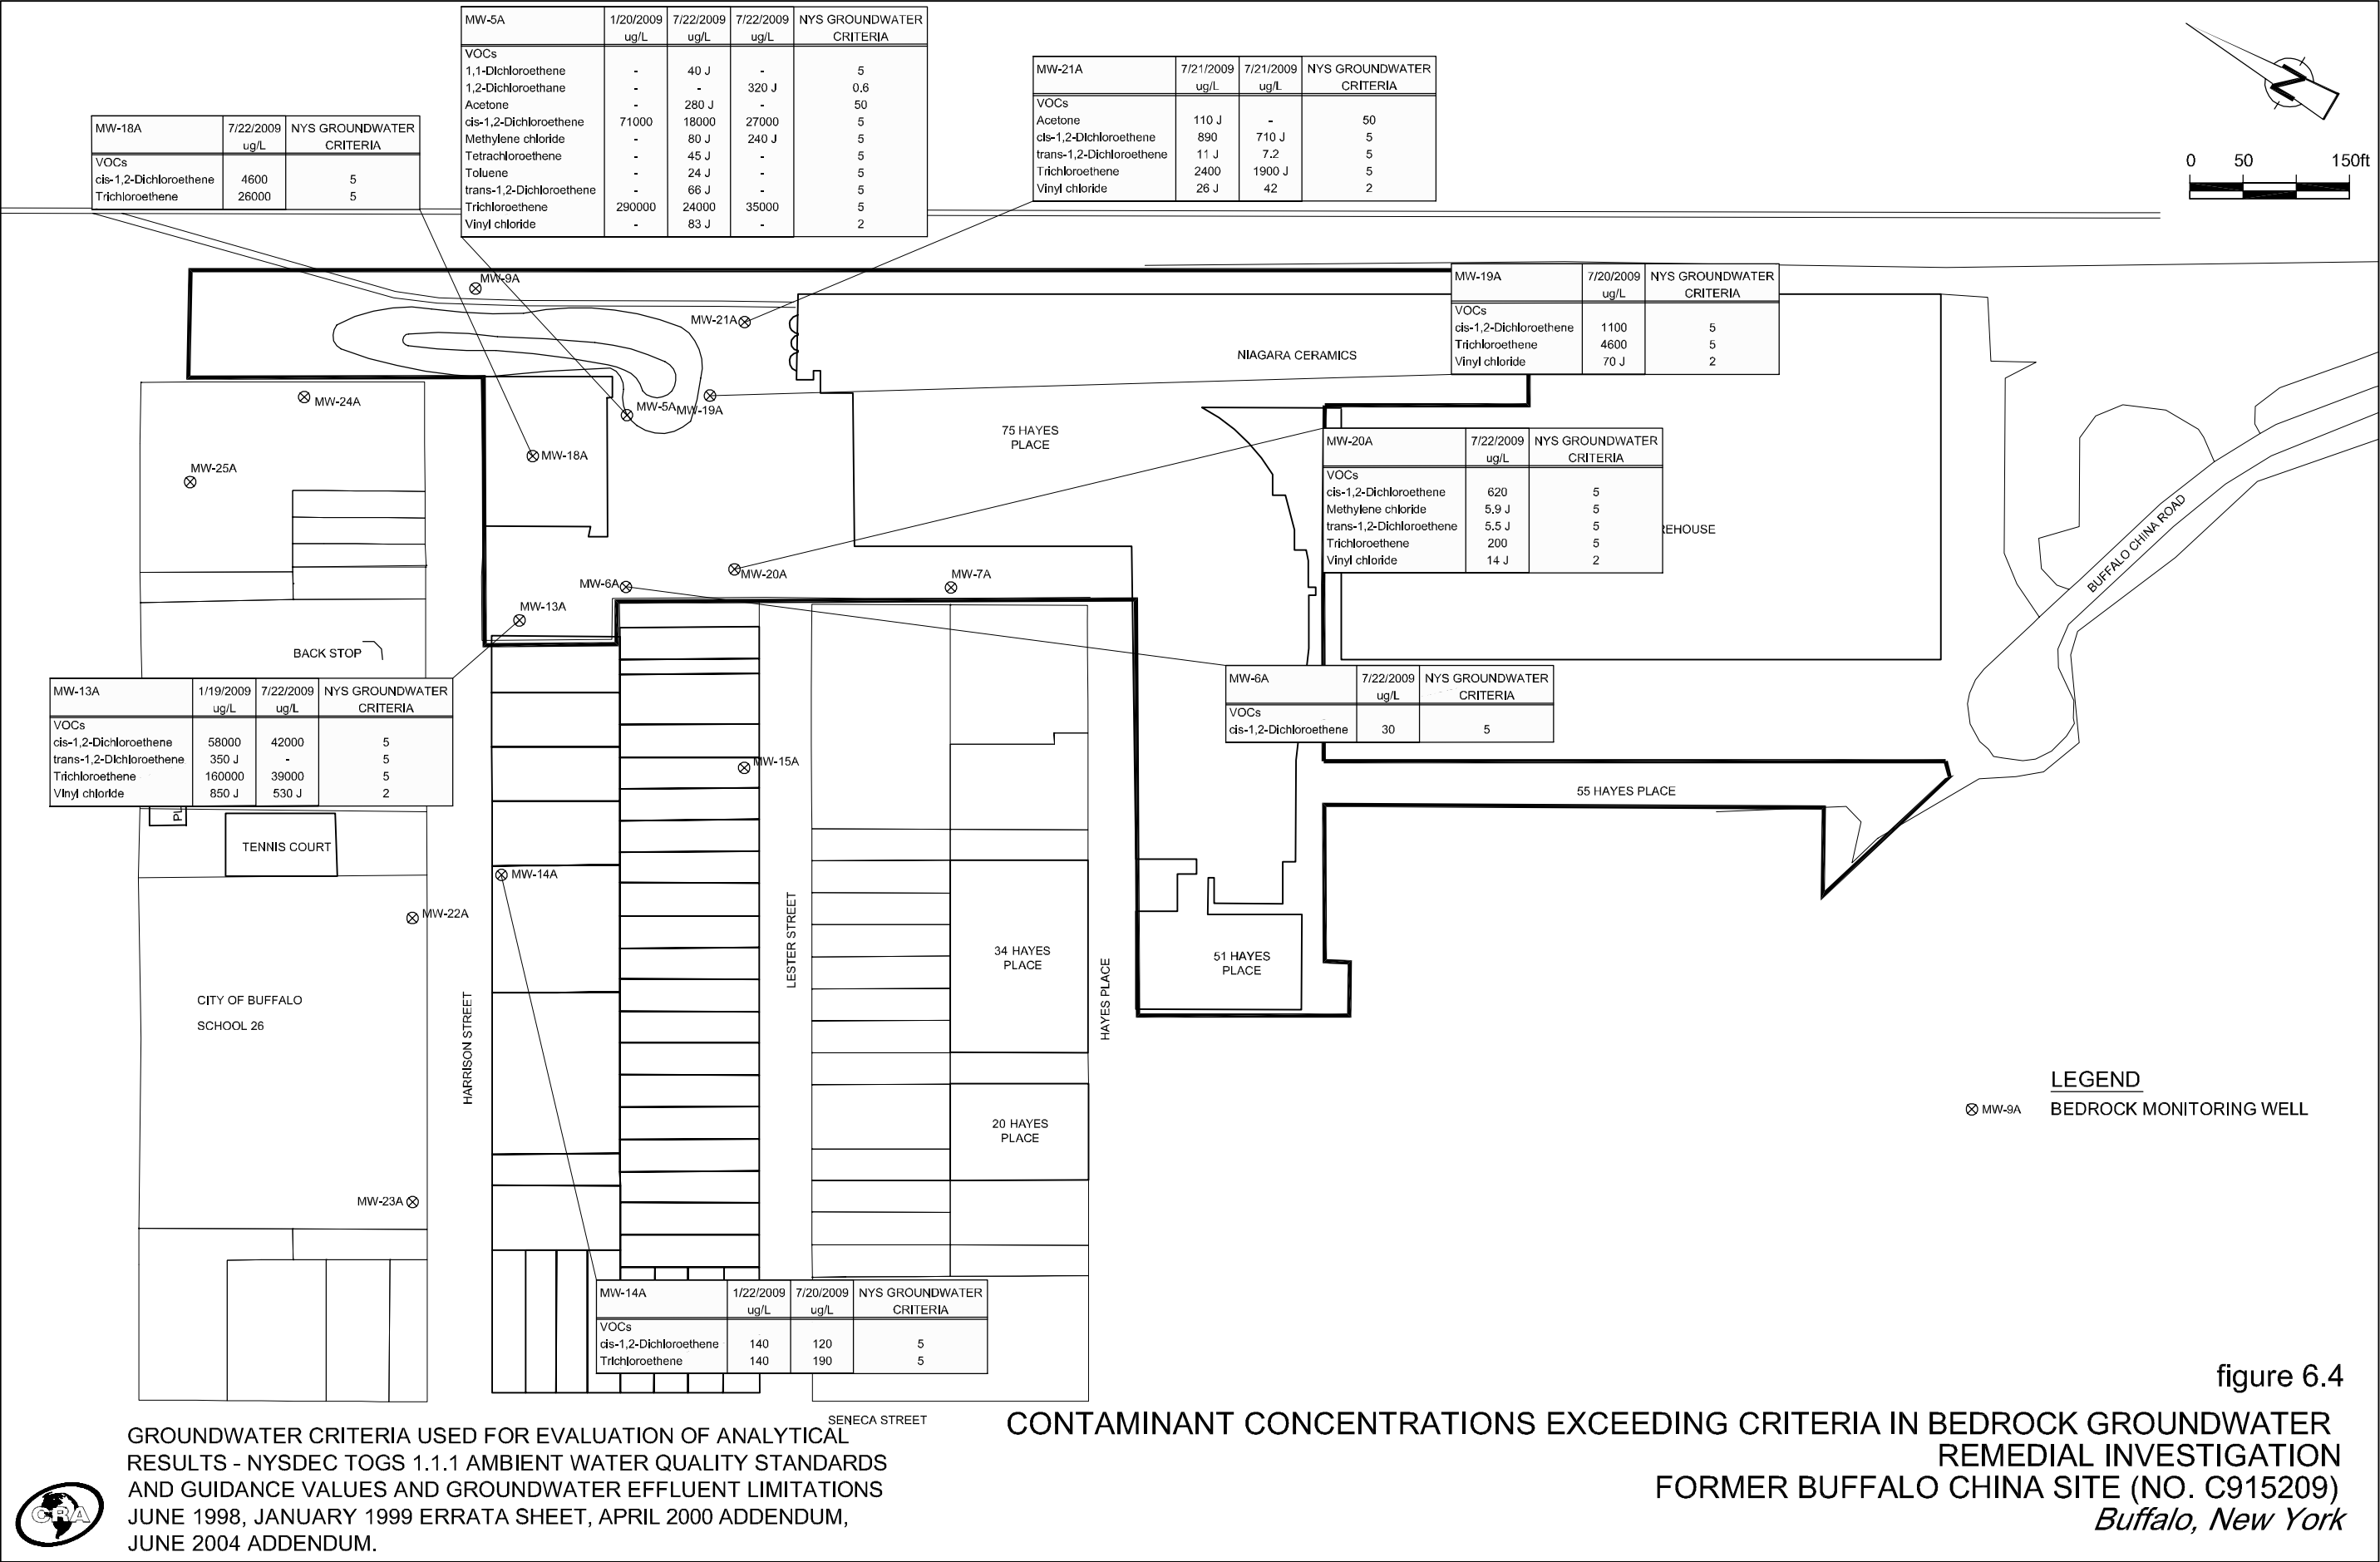 MW-5A 1/20/2009 7/22/2009 7/22/2009 NYS GROUNDWATER
ug/L ug/L ug/L CRITERIA
VOCs
1,1-Dichloroethene - 40 J - 5
1,2-Dichloroethane - - 320 J 0.6
Acetone - 280 J - 50
cis-1,2-Dichloroethene 71000 18000 27000 5
Methylene chloride - 80 J 240 J 5
Tetrachloroethene - 45 J - 5
Toluene - 24 J - 5
trans-1,2-Dichloroethene - 66 J - 5
Trichloroethene 290000 24000 35000 5
Vinyl chloride - 83 J - 2
MW-21A 7/21/2009 7/21/2009 NYS GROUNDWATER
ug/L ug/L CRITERIA
VOCs
Acetone 110 J - 50
cis-1,2-Dichloroethene 890 710 J 5
trans-1,2-Dichloroethene 11 J 7.2 5
Trichloroethene 2400 1900 J 5
Vinyl chloride 26 J 42 2
N
0 50 150ft
MW-18A 7/22/2009 NYS GROUNDWATER
ug/L CRITERIA
VOCs
cis-1,2-Dichloroethene 4600 5
Trichloroethene 26000 5
MW-19A 7/20/2009 NYS GROUNDWATER
ug/L CRITERIA
VOCs
cis-1,2-Dichloroethene 1100 5
Trichloroethene 4600 5
Vinyl chloride 70 J 2
MW-9A
MW-21A
NIAGARA CERAMICS
MW-24A
MW-5A
MW-19A
75 HAYES
PLACE
MW-18A
MW-25A
MW-20A 7/22/2009 NYS GROUNDWATER
ug/L CRITERIA
VOCs
cis-1,2-Dichloroethene 620 5
Methylene chloride 5.9 J 5
trans-1,2-Dichloroethene 5.5 J 5
Trichloroethene 200 5
Vinyl chloride 14 J 2
REHOUSE
BUFFALO CHINA ROAD
MW-6A
MW-20A
MW-7A
MW-13A
BACK STOP
MW-13A 1/19/2009 7/22/2009 NYS GROUNDWATER
ug/L ug/L CRITERIA
VOCs
cis-1,2-Dichloroethene 58000 42000 5
trans-1,2-Dichloroethene 350 J - 5
Trichloroethene 160000 39000 5
Vinyl chloride 850 J 530 J 2
MW-6A 7/22/2009 NYS GROUNDWATER
ug/L CRITERIA
VOCs
cis-1,2-Dichloroethene 30 5
MW-15A
55 HAYES PLACE
PL
TENNIS COURT
MW-14A
MW-22A
LESTER STREET
34 HAYES
PLACE
51 HAYES
PLACE
HAYES PLACE
CITY OF BUFFALO
SCHOOL 26
HARRISON STREET
20 HAYES
PLACE
MW-23A
LEGEND
MW-9A BEDROCK MONITORING WELL
MW-14A 1/22/2009 7/20/2009 NYS GROUNDWATER
ug/L ug/L CRITERIA
VOCs
cis-1,2-Dichloroethene 140 120 5
Trichloroethene 140 190 5
SENECA STREET
GROUNDWATER CRITERIA USED FOR EVALUATION OF ANALYTICAL
RESULTS - NYSDEC TOGS 1.1.1 AMBIENT WATER QUALITY STANDARDS
AND GUIDANCE VALUES AND GROUNDWATER EFFLUENT LIMITATIONS
JUNE 1998, JANUARY 1999 ERRATA SHEET, APRIL 2000 ADDENDUM,
JUNE 2004 ADDENDUM.
CRA
figure 6.4
CONTAMINANT CONCENTRATIONS EXCEEDING CRITERIA IN BEDROCK GROUNDWATER
REMEDIAL INVESTIGATION
FORMER BUFFALO CHINA SITE (NO. C915209)
Buffalo, New York